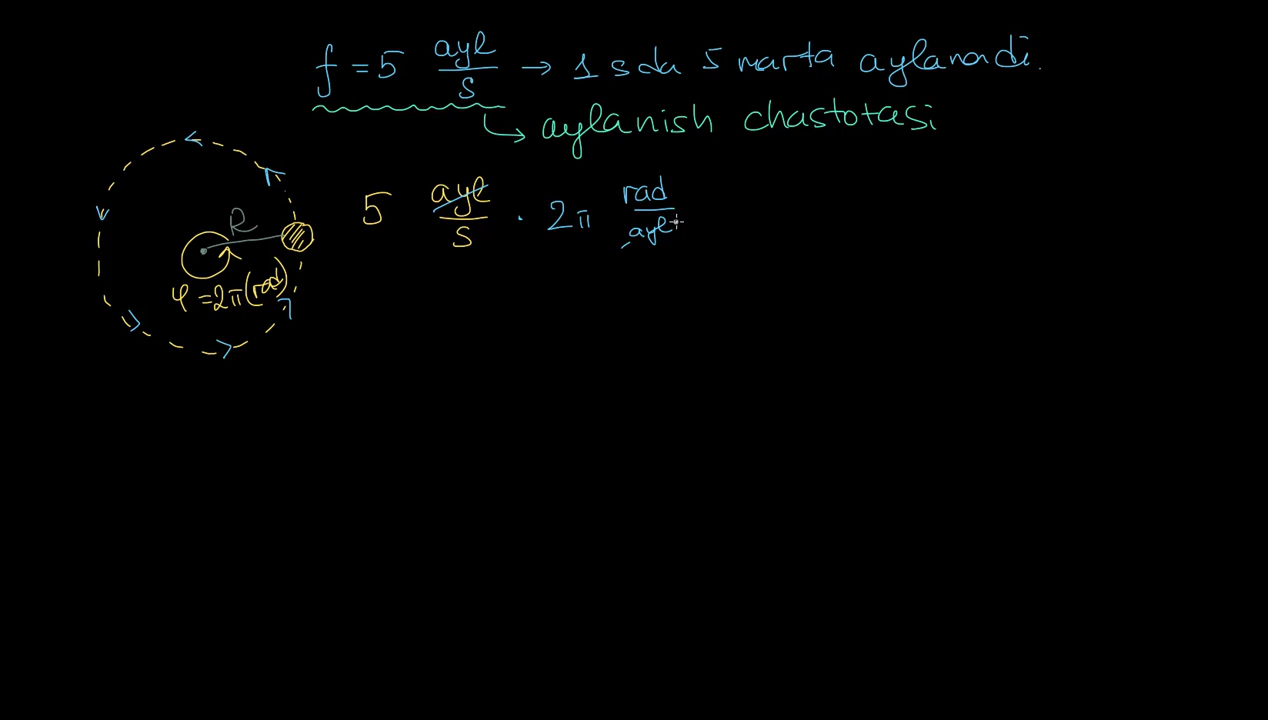 f = 5 ayl/s → 1 s da 5 marta aylanadi.
aylanish chastotasi
5 ayl/s · 2π rad/ayl
R
φ = 2π (rad)